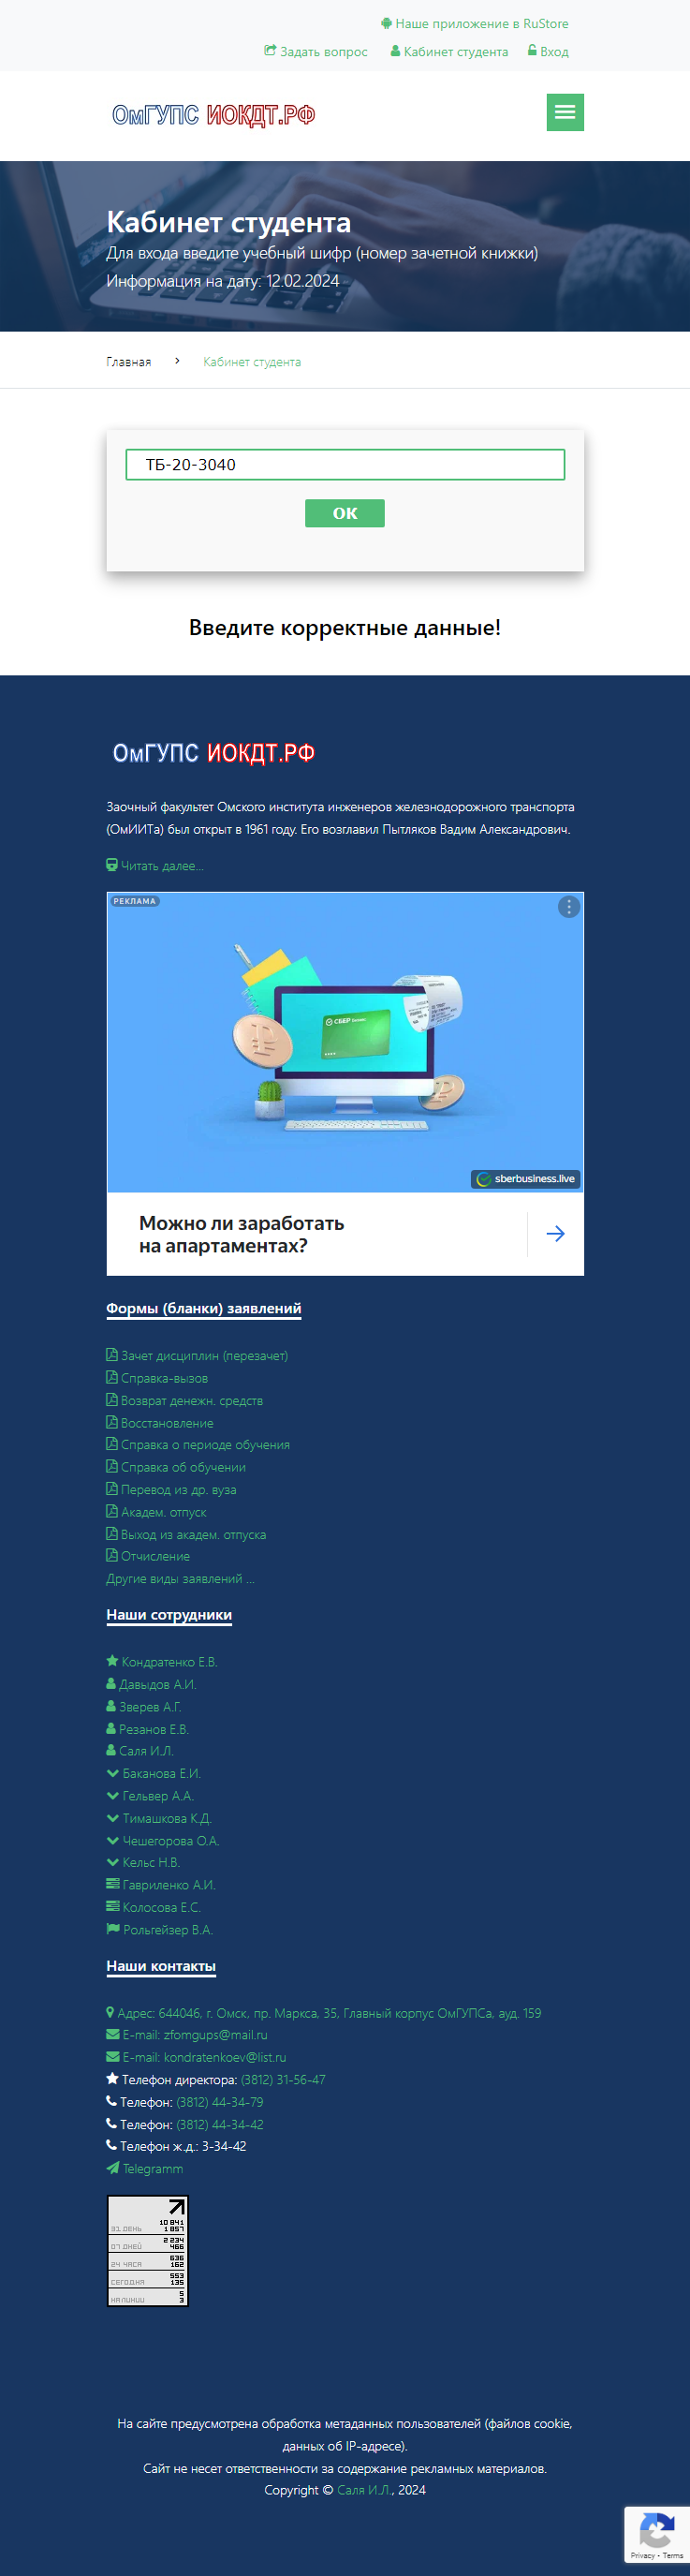 Наше приложение в RuStore
Задать вопрос Кабинет студента Вход
ОмГУПС ИОКДТ.РФ
Кабинет студента
Для входа введите учебный шифр (номер зачетной книжки)
Информация на дату: 12.02.2024
Главная > Кабинет студента
ТБ-20-3040
OK
Введите корректные данные!
ОмГУПС ИОКДТ.РФ
Заочный факультет Омского института инженеров железнодорожного транспорта
(ОмИИТа) был открыт в 1961 году. Его возглавил Пытляков Вадим Александрович.
Читать далее...
РЕКЛАМА
СБЕР Бизнес
sberbusiness.live
Можно ли заработать
на апартаментах?
Формы (бланки) заявлений
Зачет дисциплин (перезачет)
Справка-вызов
Возврат денежн. средств
Восстановление
Справка о периоде обучения
Справка об обучении
Перевод из др. вуза
Академ. отпуск
Выход из академ. отпуска
Отчисление
Другие виды заявлений ...
Наши сотрудники
Кондратенко Е.В.
Давыдов А.И.
Зверев А.Г.
Резанов Е.В.
Саля И.Л.
Баканова Е.И.
Гельвер А.А.
Тимашкова К.Д.
Чешегорова О.А.
Кельс Н.В.
Гавриленко А.И.
Колосова Е.С.
Рольгейзер В.А.
Наши контакты
Адрес: 644046, г. Омск, пр. Маркса, 35, Главный корпус ОмГУПСа, ауд. 159
E-mail: zfomgups@mail.ru
E-mail: kondratenkoev@list.ru
Телефон директора: (3812) 31-56-47
Телефон: (3812) 44-34-79
Телефон: (3812) 44-34-42
Телефон ж.д.: 3-34-42
Telegramm
10 841
31 ДЕНЬ 1 857
2 234
07 ДНЕЙ 466
636
24 ЧАСА 162
553
СЕГОДНЯ 135
5
НА ЛИНИИ 3
На сайте предусмотрена обработка метаданных пользователей (файлов cookie,
данных об IP-адресе).
Сайт не несет ответственности за содержание рекламных материалов.
Copyright © Саля И.Л., 2024
Privacy - Terms